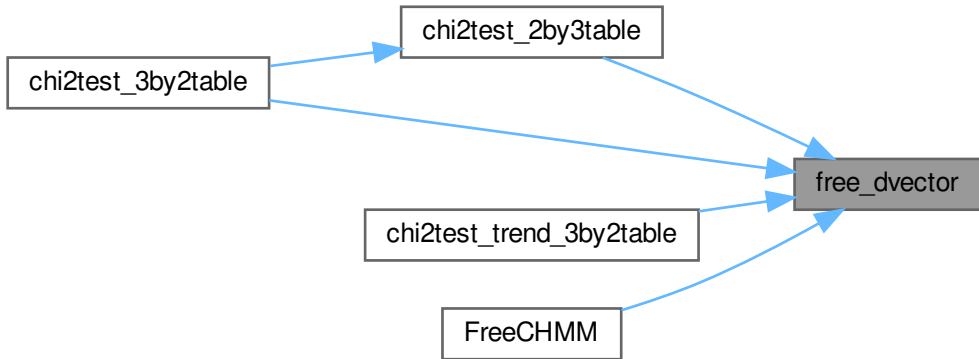 chi2test_2by3table
chi2test_3by2table
free_dvector
chi2test_trend_3by2table
FreeCHMM